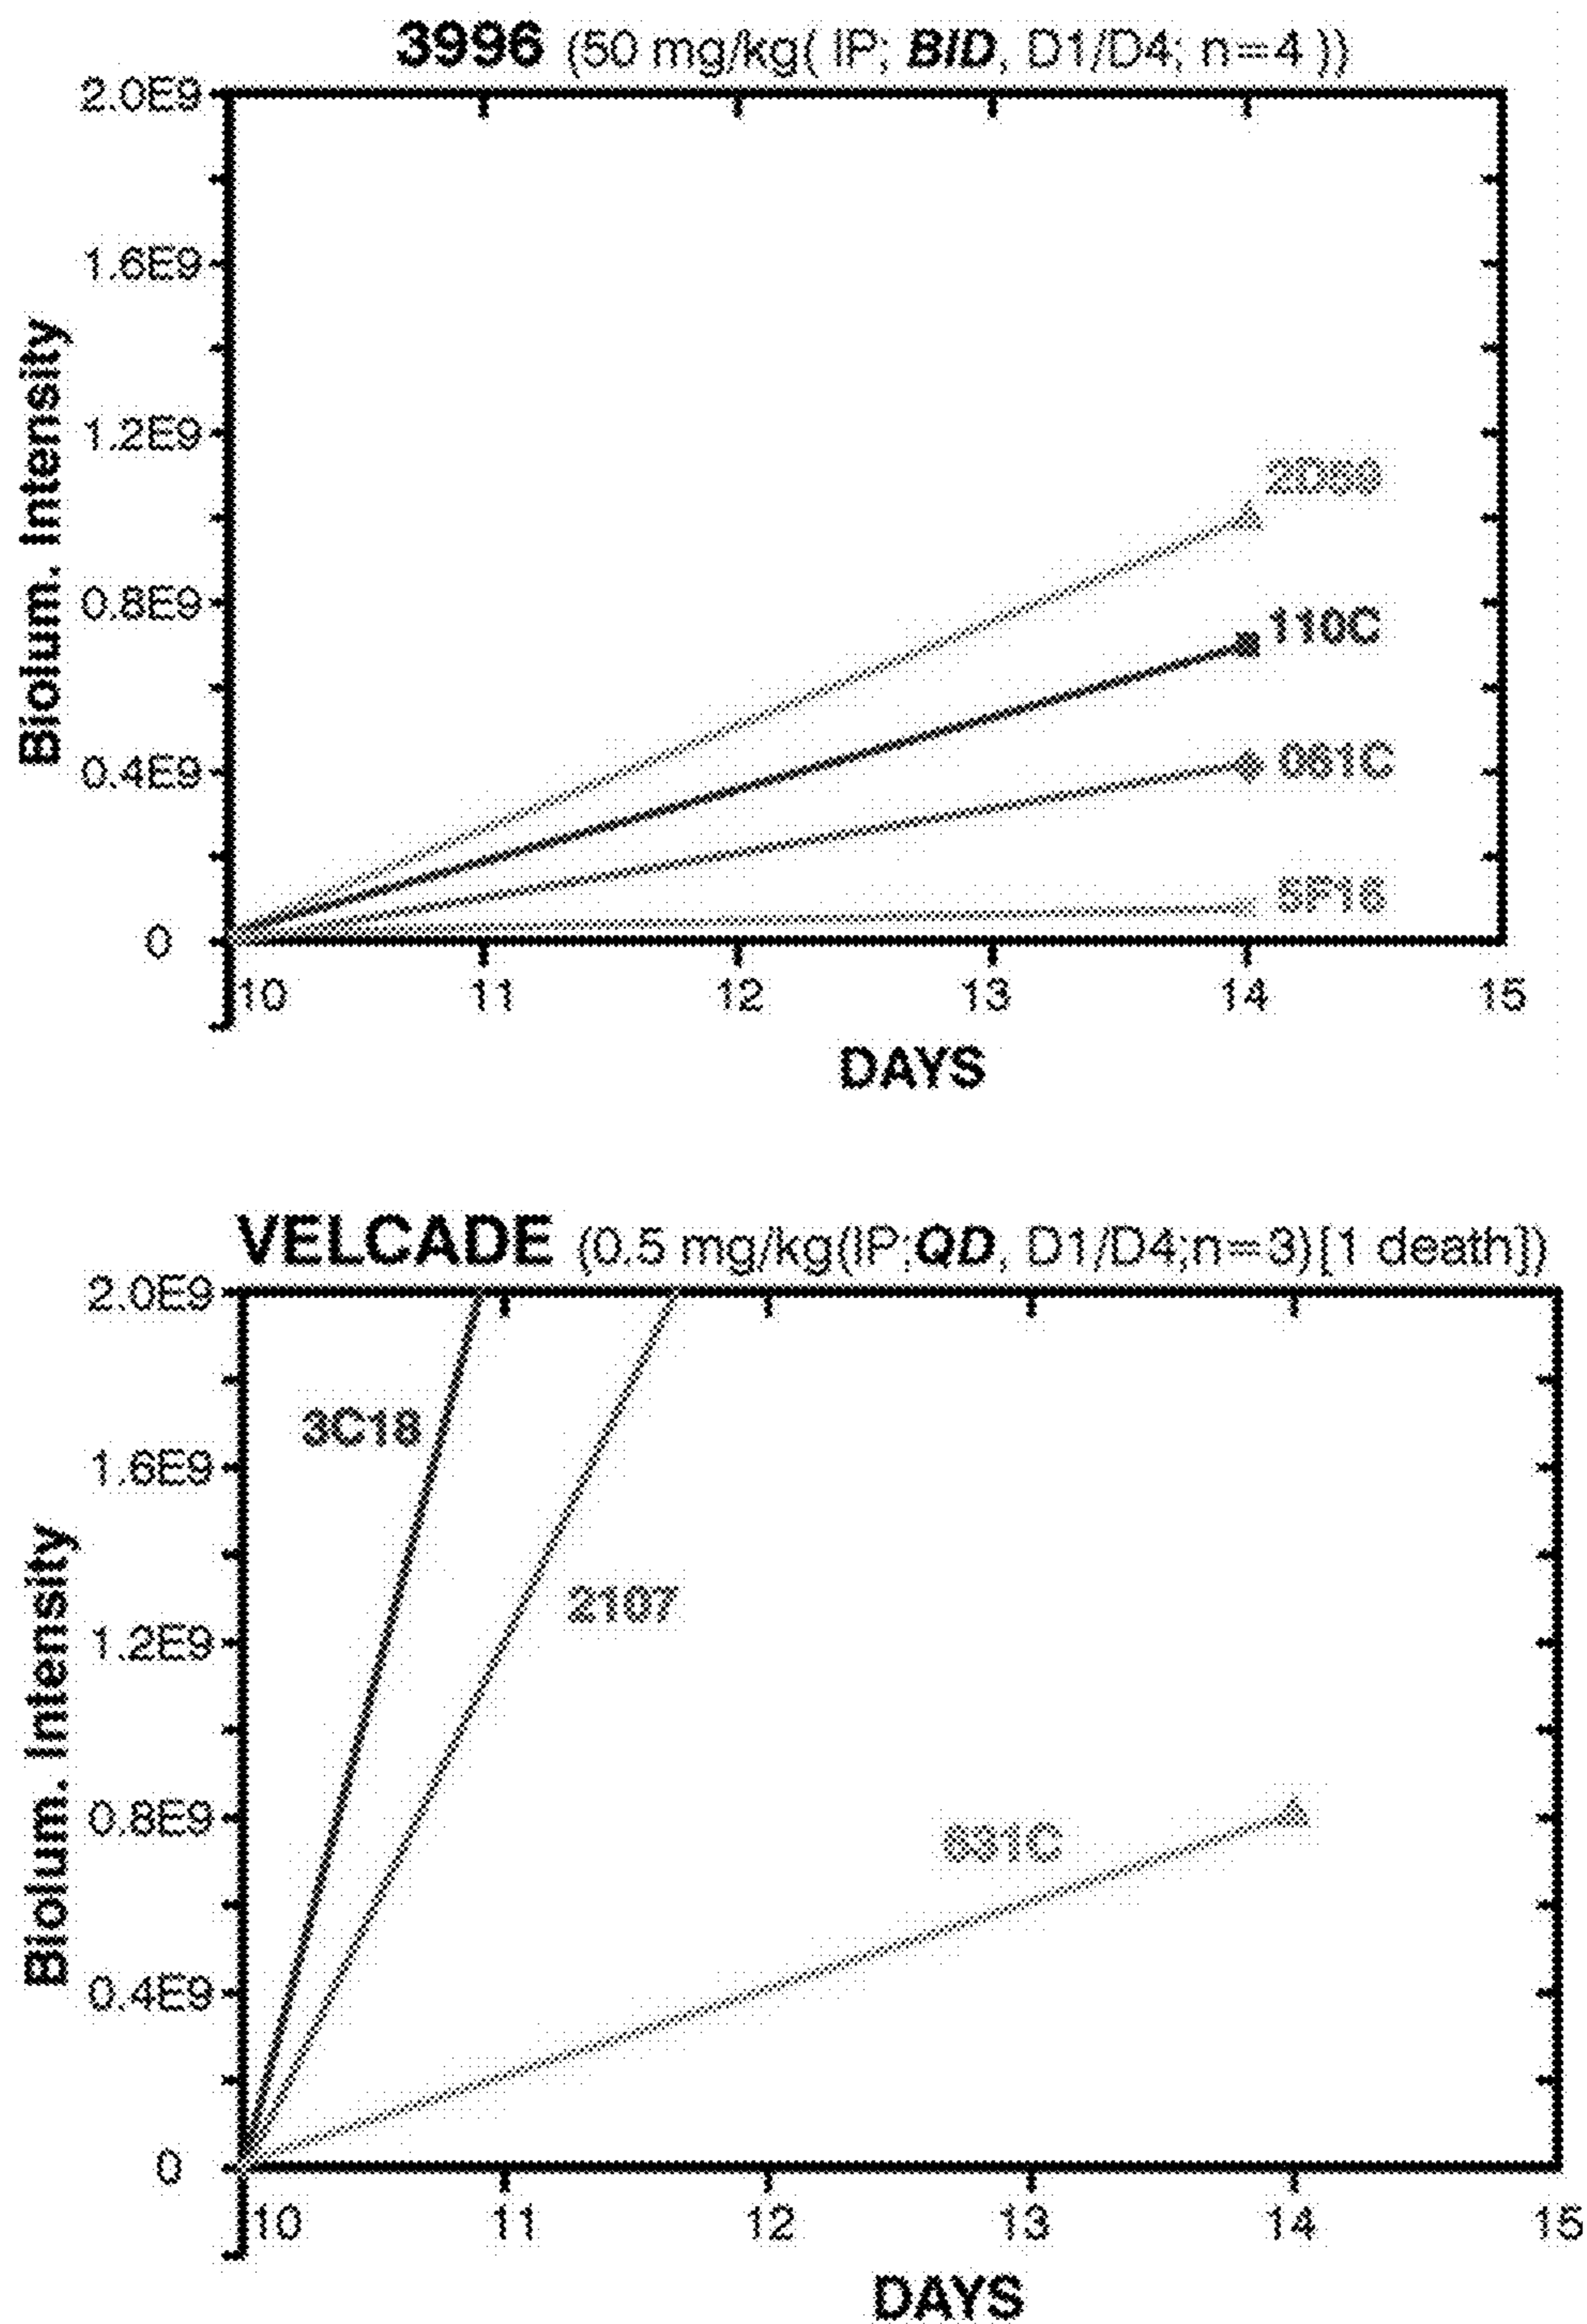 3996 (50 mg/kg( IP; BID, D1/D4; n=4 ))
2.0E9
1.6E9
1.2E9
0.8E9
0.4E9
0
Biolum. Intensity
110C
061C
5P16
10 11 12 13 14 15
DAYS
VELCADE (0.5 mg/kg(IP;QD, D1/D4;n=3)[1 death])
2.0E9
1.6E9
1.2E9
0.8E9
0.4E9
0
Biolum. Intensity
3C18
2107
10 11 12 13 14 15
DAYS